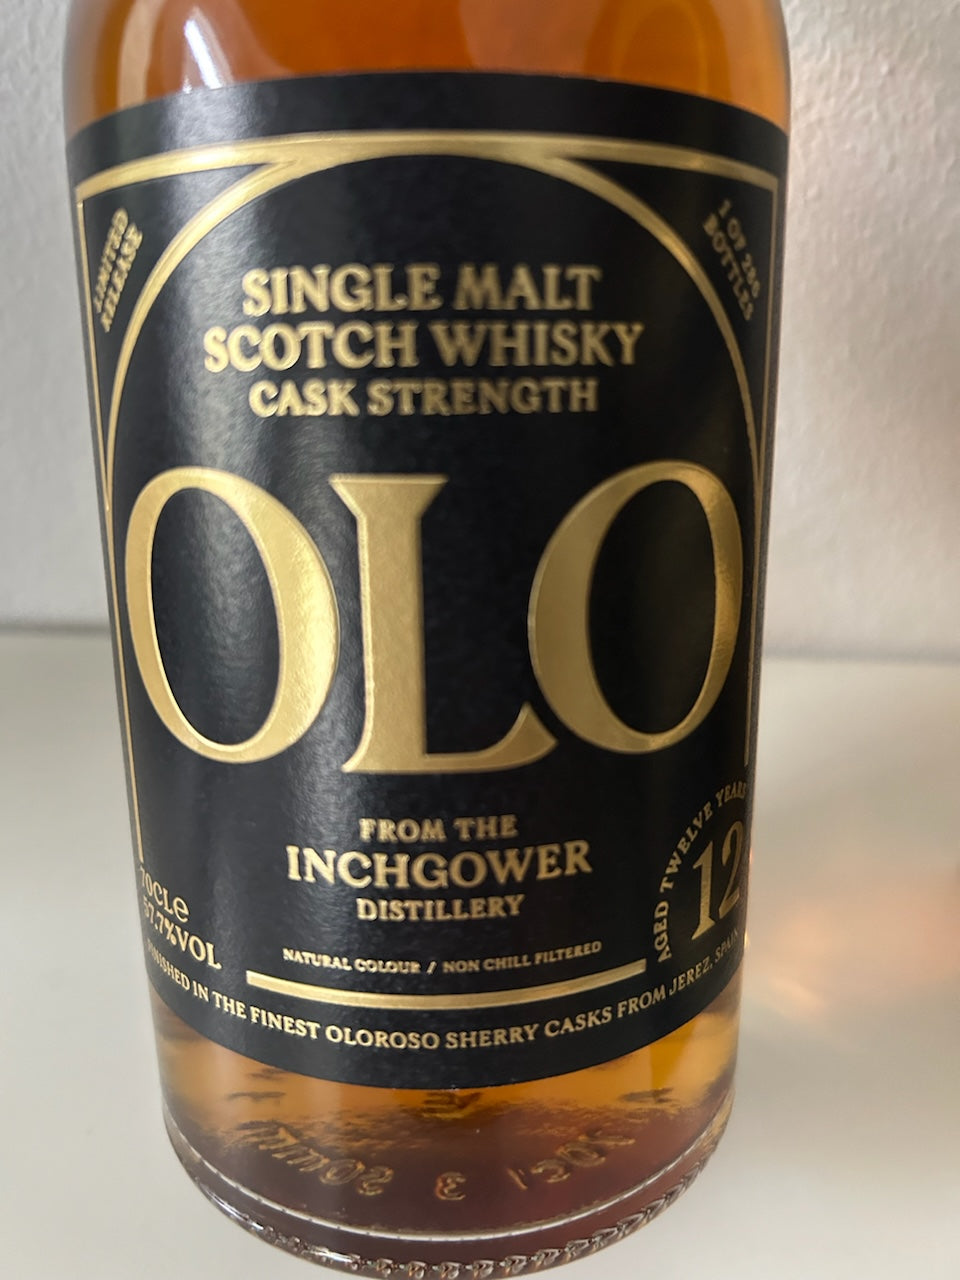 LIMITED
RELEASE
1 OF 286
BOTTLES
SINGLE MALT
SCOTCH WHISKY
CASK STRENGTH
OLO
FROM THE
INCHGOWER
DISTILLERY
70CLe
57.7%VOL
AGED TWELVE YEARS
12
NATURAL COLOUR / NON CHILL FILTERED
FINISHED IN THE FINEST OLOROSO SHERRY CASKS FROM JEREZ, SPAIN
3